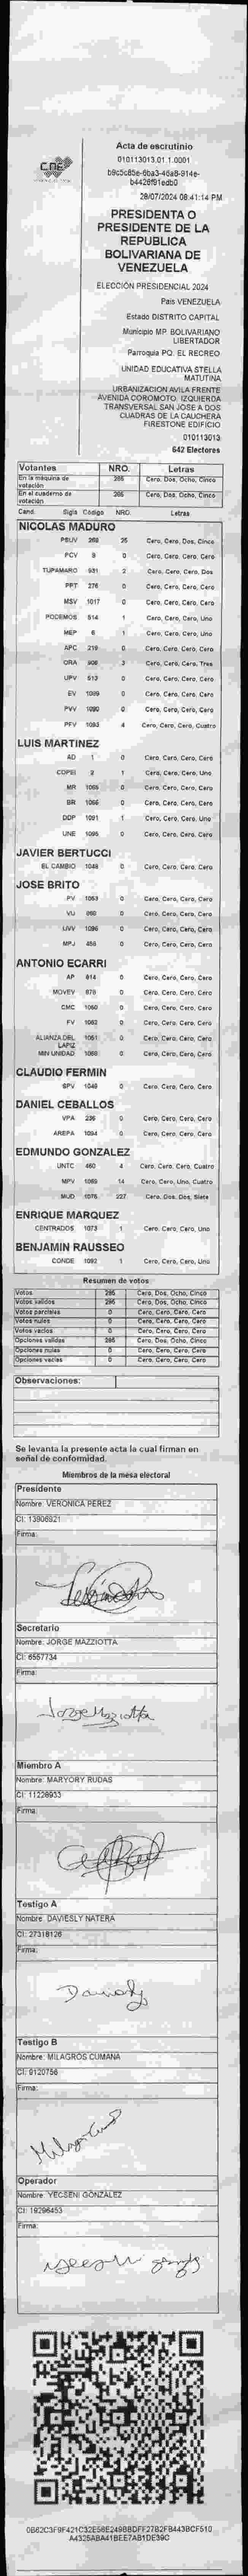 CNE
Acta de escrutinio
010113013.01.1.0001
28/07/2024 08:41:14 PM
PRESIDENTA O
PRESIDENTE DE LA
REPUBLICA
BOLIVARIANA DE
VENEZUELA
ELECCIÓN PRESIDENCIAL 2024
País VENEZUELA
Estado DISTRITO CAPITAL
Municipio MP. BOLIVARIANO
LIBERTADOR
Parroquia PQ. EL RECREO
UNIDAD EDUCATIVA STELLA
MATUTINA
URBANIZACION AVILA FRENTE
AVENIDA COROMOTO. IZQUIERDA
TRANSVERSAL SAN JOSE A DOS
CUADRAS DE LA CAUCHERA
FIRESTONE EDIFICIO
010113013
642 Electores
Votantes NRO. Letras
En la máquina de votación 285 Cero, Dos, Ocho, Cinco
En el cuaderno de votación 285 Cero, Dos, Ocho, Cinco
Cand. Sigla Código NRO. Letras
NICOLAS MADURO
PSUV 268 25 Cero, Cero, Dos, Cinco
PCV 9 0 Cero, Cero, Cero, Cero
TUPAMARO 931 2 Cero, Cero, Cero, Dos
PPT 276 0 Cero, Cero, Cero, Cero
MSV 1017 0 Cero, Cero, Cero, Cero
PODEMOS 514 1 Cero, Cero, Cero, Uno
MEP 6 1 Cero, Cero, Cero, Uno
APC 219 0 Cero, Cero, Cero, Cero
ORA 908 3 Cero, Cero, Cero, Tres
UPV 613 0 Cero, Cero, Cero, Cero
EV 1089 0 Cero, Cero, Cero, Cero
PVV 1090 0 Cero, Cero, Cero, Cero
PFV 1093 4 Cero, Cero, Cero, Cuatro
LUIS MARTINEZ
AD 1 0 Cero, Cero, Cero, Cero
COPEI 2 1 Cero, Cero, Cero, Uno
MR 1085 0 Cero, Cero, Cero, Cero
BR 1066 0 Cero, Cero, Cero, Cero
DDP 1091 1 Cero, Cero, Cero, Uno
UNE 1095 0 Cero, Cero, Cero, Cero
JAVIER BERTUCCI
EL CAMBIO 1048 0 Cero, Cero, Cero, Cero
JOSE BRITO
PV 1053 0 Cero, Cero, Cero, Cero
VU 960 0 Cero, Cero, Cero, Cero
UVV 1096 0 Cero, Cero, Cero, Cero
MPJ 455 0 Cero, Cero, Cero, Cero
ANTONIO ECARRI
AP 914 0 Cero, Cero, Cero, Cero
MOVEV 970 0 Cero, Cero, Cero, Cero
CMC 1060 0 Cero, Cero, Cero, Cero
FV 1062 0 Cero, Cero, Cero, Cero
ALIANZA DEL LAPIZ 1051 0 Cero, Cero, Cero, Cero
MIN UNIDAD 1068 0 Cero, Cero, Cero, Cero
CLAUDIO FERMIN
SPV 1049 0 Cero, Cero, Cero, Cero
DANIEL CEBALLOS
VPA 236 0 Cero, Cero, Cero, Cero
AREPA 1094 0 Cero, Cero, Cero, Cero
EDMUNDO GONZALEZ
UNTC 460 4 Cero, Cero, Cero, Cuatro
MPV 1069 14 Cero, Cero, Uno, Cuatro
MUD 1076 227 Cero, Dos, Dos, Siete
ENRIQUE MARQUEZ
CENTRADOS 1073 1 Cero, Cero, Cero, Uno
BENJAMIN RAUSSEO
CONDE 1092 1 Cero, Cero, Cero, Uno
Resumen de votos
Votos 285 Cero, Dos, Ocho, Cinco
Votos válidos 285 Cero, Dos, Ocho, Cinco
Votos parciales 0 Cero, Cero, Cero, Cero
Votos nulos 0 Cero, Cero, Cero, Cero
Votos vacíos 0 Cero, Cero, Cero, Cero
Opciones válidas 285 Cero, Dos, Ocho, Cinco
Opciones nulas 0 Cero, Cero, Cero, Cero
Opciones vacías 0 Cero, Cero, Cero, Cero
Observaciones:
Se levanta la presente acta la cual firman en
señal de conformidad.
Miembros de la mesa electoral
Presidente
Nombre: VERONICA PEREZ
CI: 13906921
Firma:
Secretario
Nombre: JORGE MAZZIOTTA
CI: 6557734
Firma:
Jorge Mazziotta
Miembro A
Nombre: MARYORY RUDAS
CI: 11228933
Firma:
Testigo A
Nombre: DAVIESLY NATERA
CI: 27318126
Firma:
Testigo B
Nombre: MILAGROS CUMANA
CI: 9120756
Firma:
Operador
Nombre: YECSENI GONZALEZ
CI: 19296453
Firma: